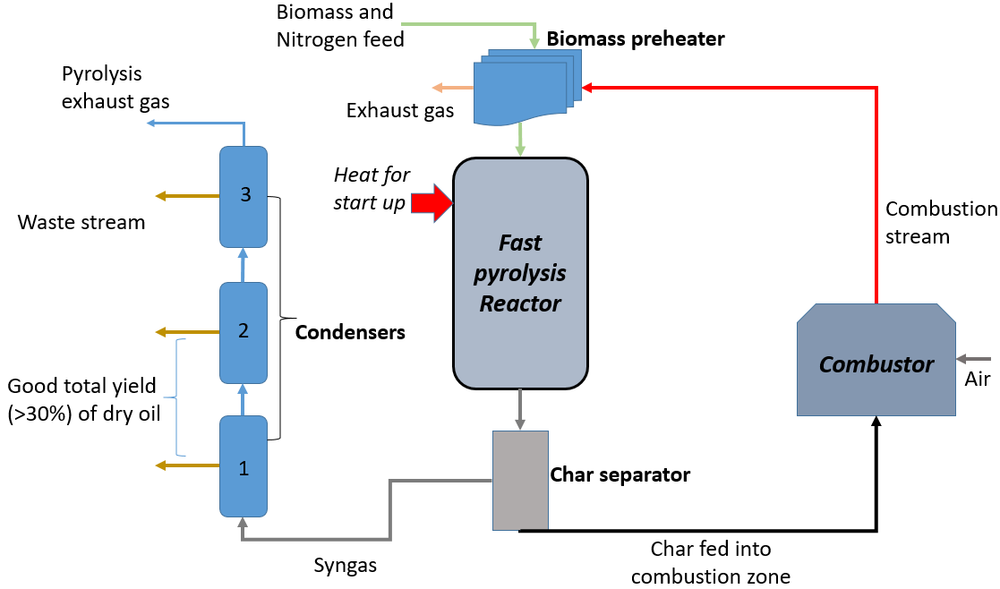 Biomass and
Nitrogen feed
Biomass preheater
Pyrolysis
exhaust gas
Exhaust gas
Heat for
start up
3
Waste stream
Combustion
stream
Fast
pyrolysis
Reactor
2
Condensers
Combustor
Air
Good total yield
(>30%) of dry oil
1
Char separator
Syngas
Char fed into
combustion zone